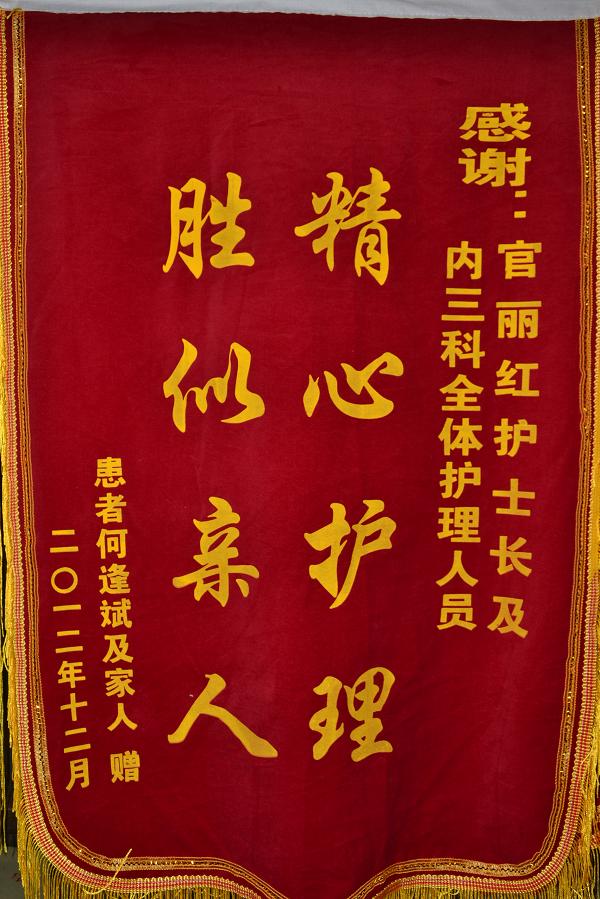 感谢：官丽红护士长及
内三科全体护理人员
精心护理
胜似亲人
患者何逢斌及家人 赠
二〇一二年十二月